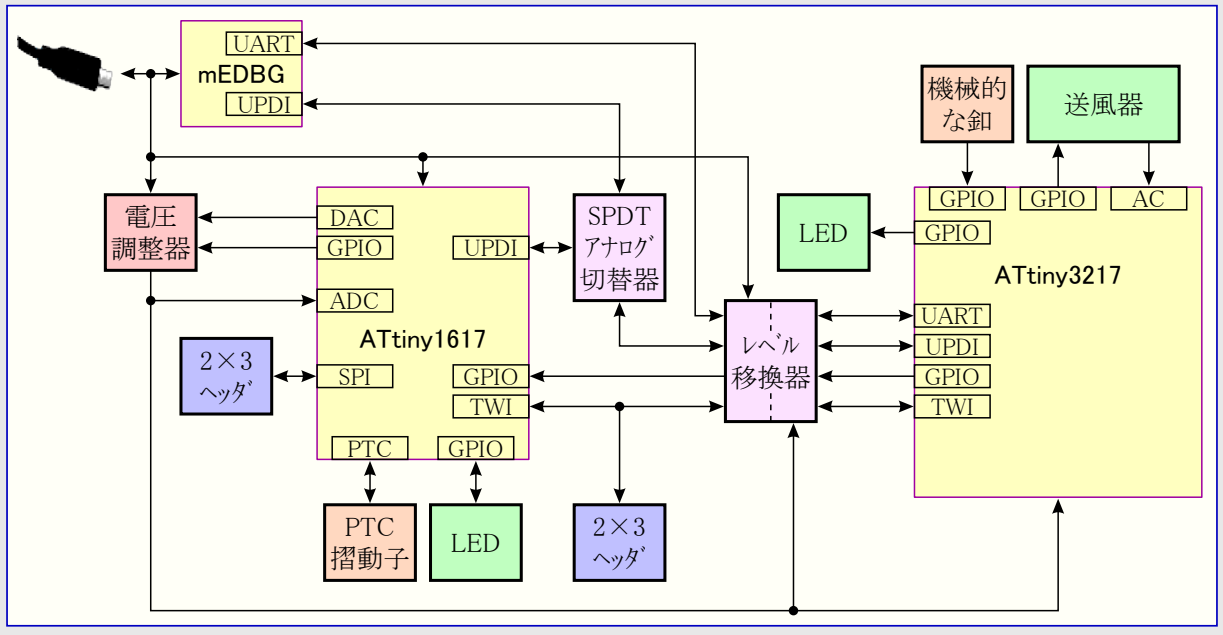 UART
mEDBG
UPDI
機械的
な釦
送風器
GPIO
GPIO
AC
GPIO
LED
ATtiny3217
UART
UPDI
GPIO
TWI
電圧
調整器
DAC
GPIO
ADC
UPDI
ATtiny1617
SPI
GPIO
TWI
PTC
GPIO
SPDT
ｱﾅﾛｸﾞ
切替器
ﾚﾍﾞﾙ
移換器
2×3
ﾍｯﾀﾞ
PTC
摺動子
LED
2×3
ﾍｯﾀﾞ